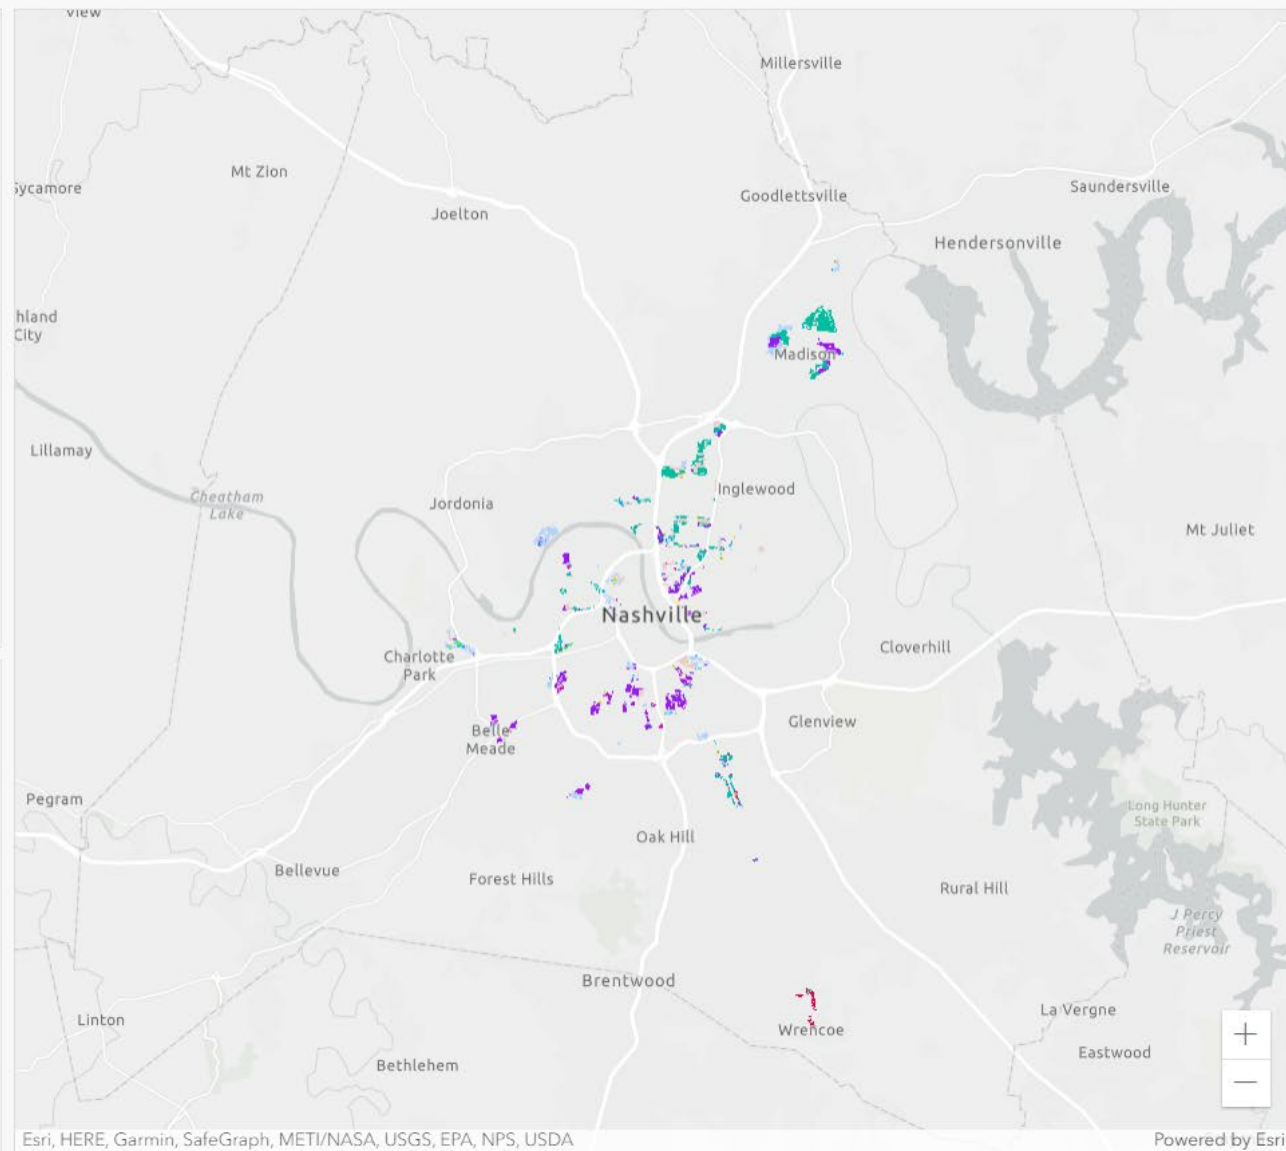 View
Millersville
Mt Zion
Sycamore
Saundersville
Goodlettsville
Joelton
Hendersonville
hland
City
Madison
Lillamay
Inglewood
Cheatham
Lake
Jordonia
Mt Juliet
Nashville
Cloverhill
Charlotte
Park
Glenview
Belle
Meade
Pegram
Long Hunter
State Park
Oak Hill
Bellevue
Forest Hills
Rural Hill
J Percy
Priest
Reservoir
Brentwood
La Vergne
Linton
Wrencoe
+
Eastwood
Bethlehem
−
Esri, HERE, Garmin, SafeGraph, METI/NASA, USGS, EPA, NPS, USDA
Powered by Esri